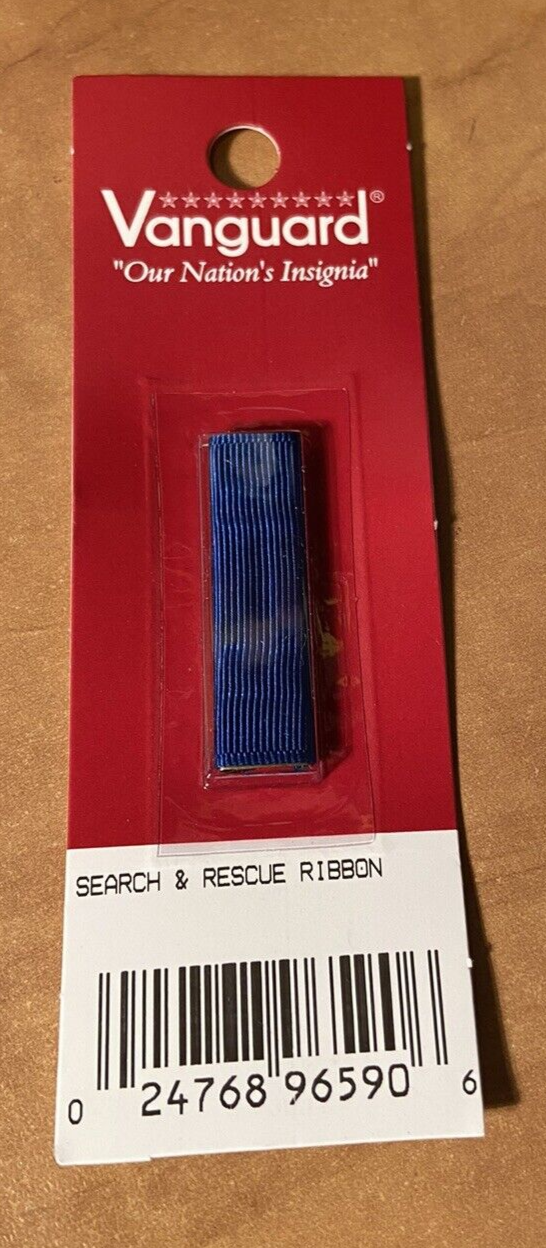 Vanguard®
"Our Nation's Insignia"
SEARCH & RESCUE RIBBON
0 24768 96590 6